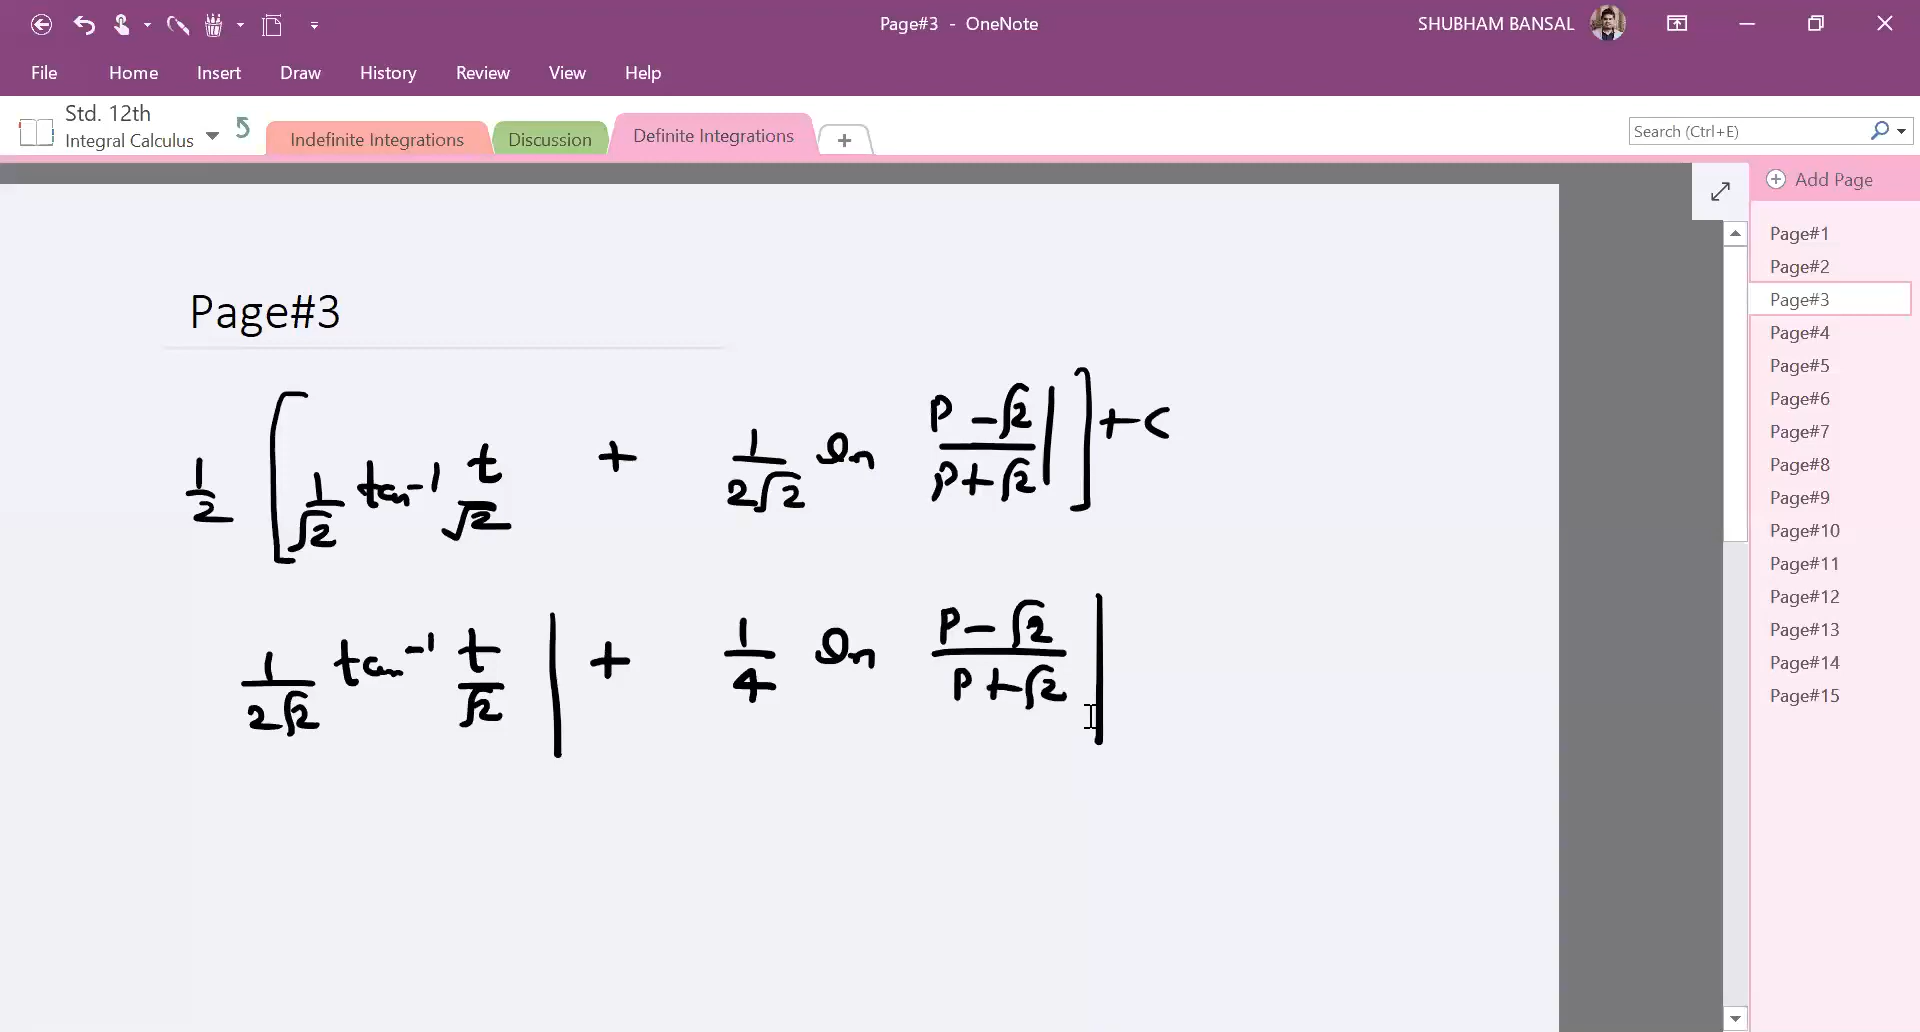 Page#3 - OneNote
SHUBHAM BANSAL
File Home Insert Draw History Review View Help
Std. 12th
Integral Calculus
Indefinite Integrations
Discussion
Definite Integrations
+
Search (Ctrl+E)
Add Page
Page#1
Page#2
Page#3
Page#4
Page#5
Page#6
Page#7
Page#8
Page#9
Page#10
Page#11
Page#12
Page#13
Page#14
Page#15
Page#3
1/2 [ 1/√2 tan⁻¹ t/√2 + 1/2√2 ln (P - √2)/(P + √2) | ] + C
1/2√2 tan⁻¹ t/√2 | + 1/4 ln (P - √2)/(P + √2) |